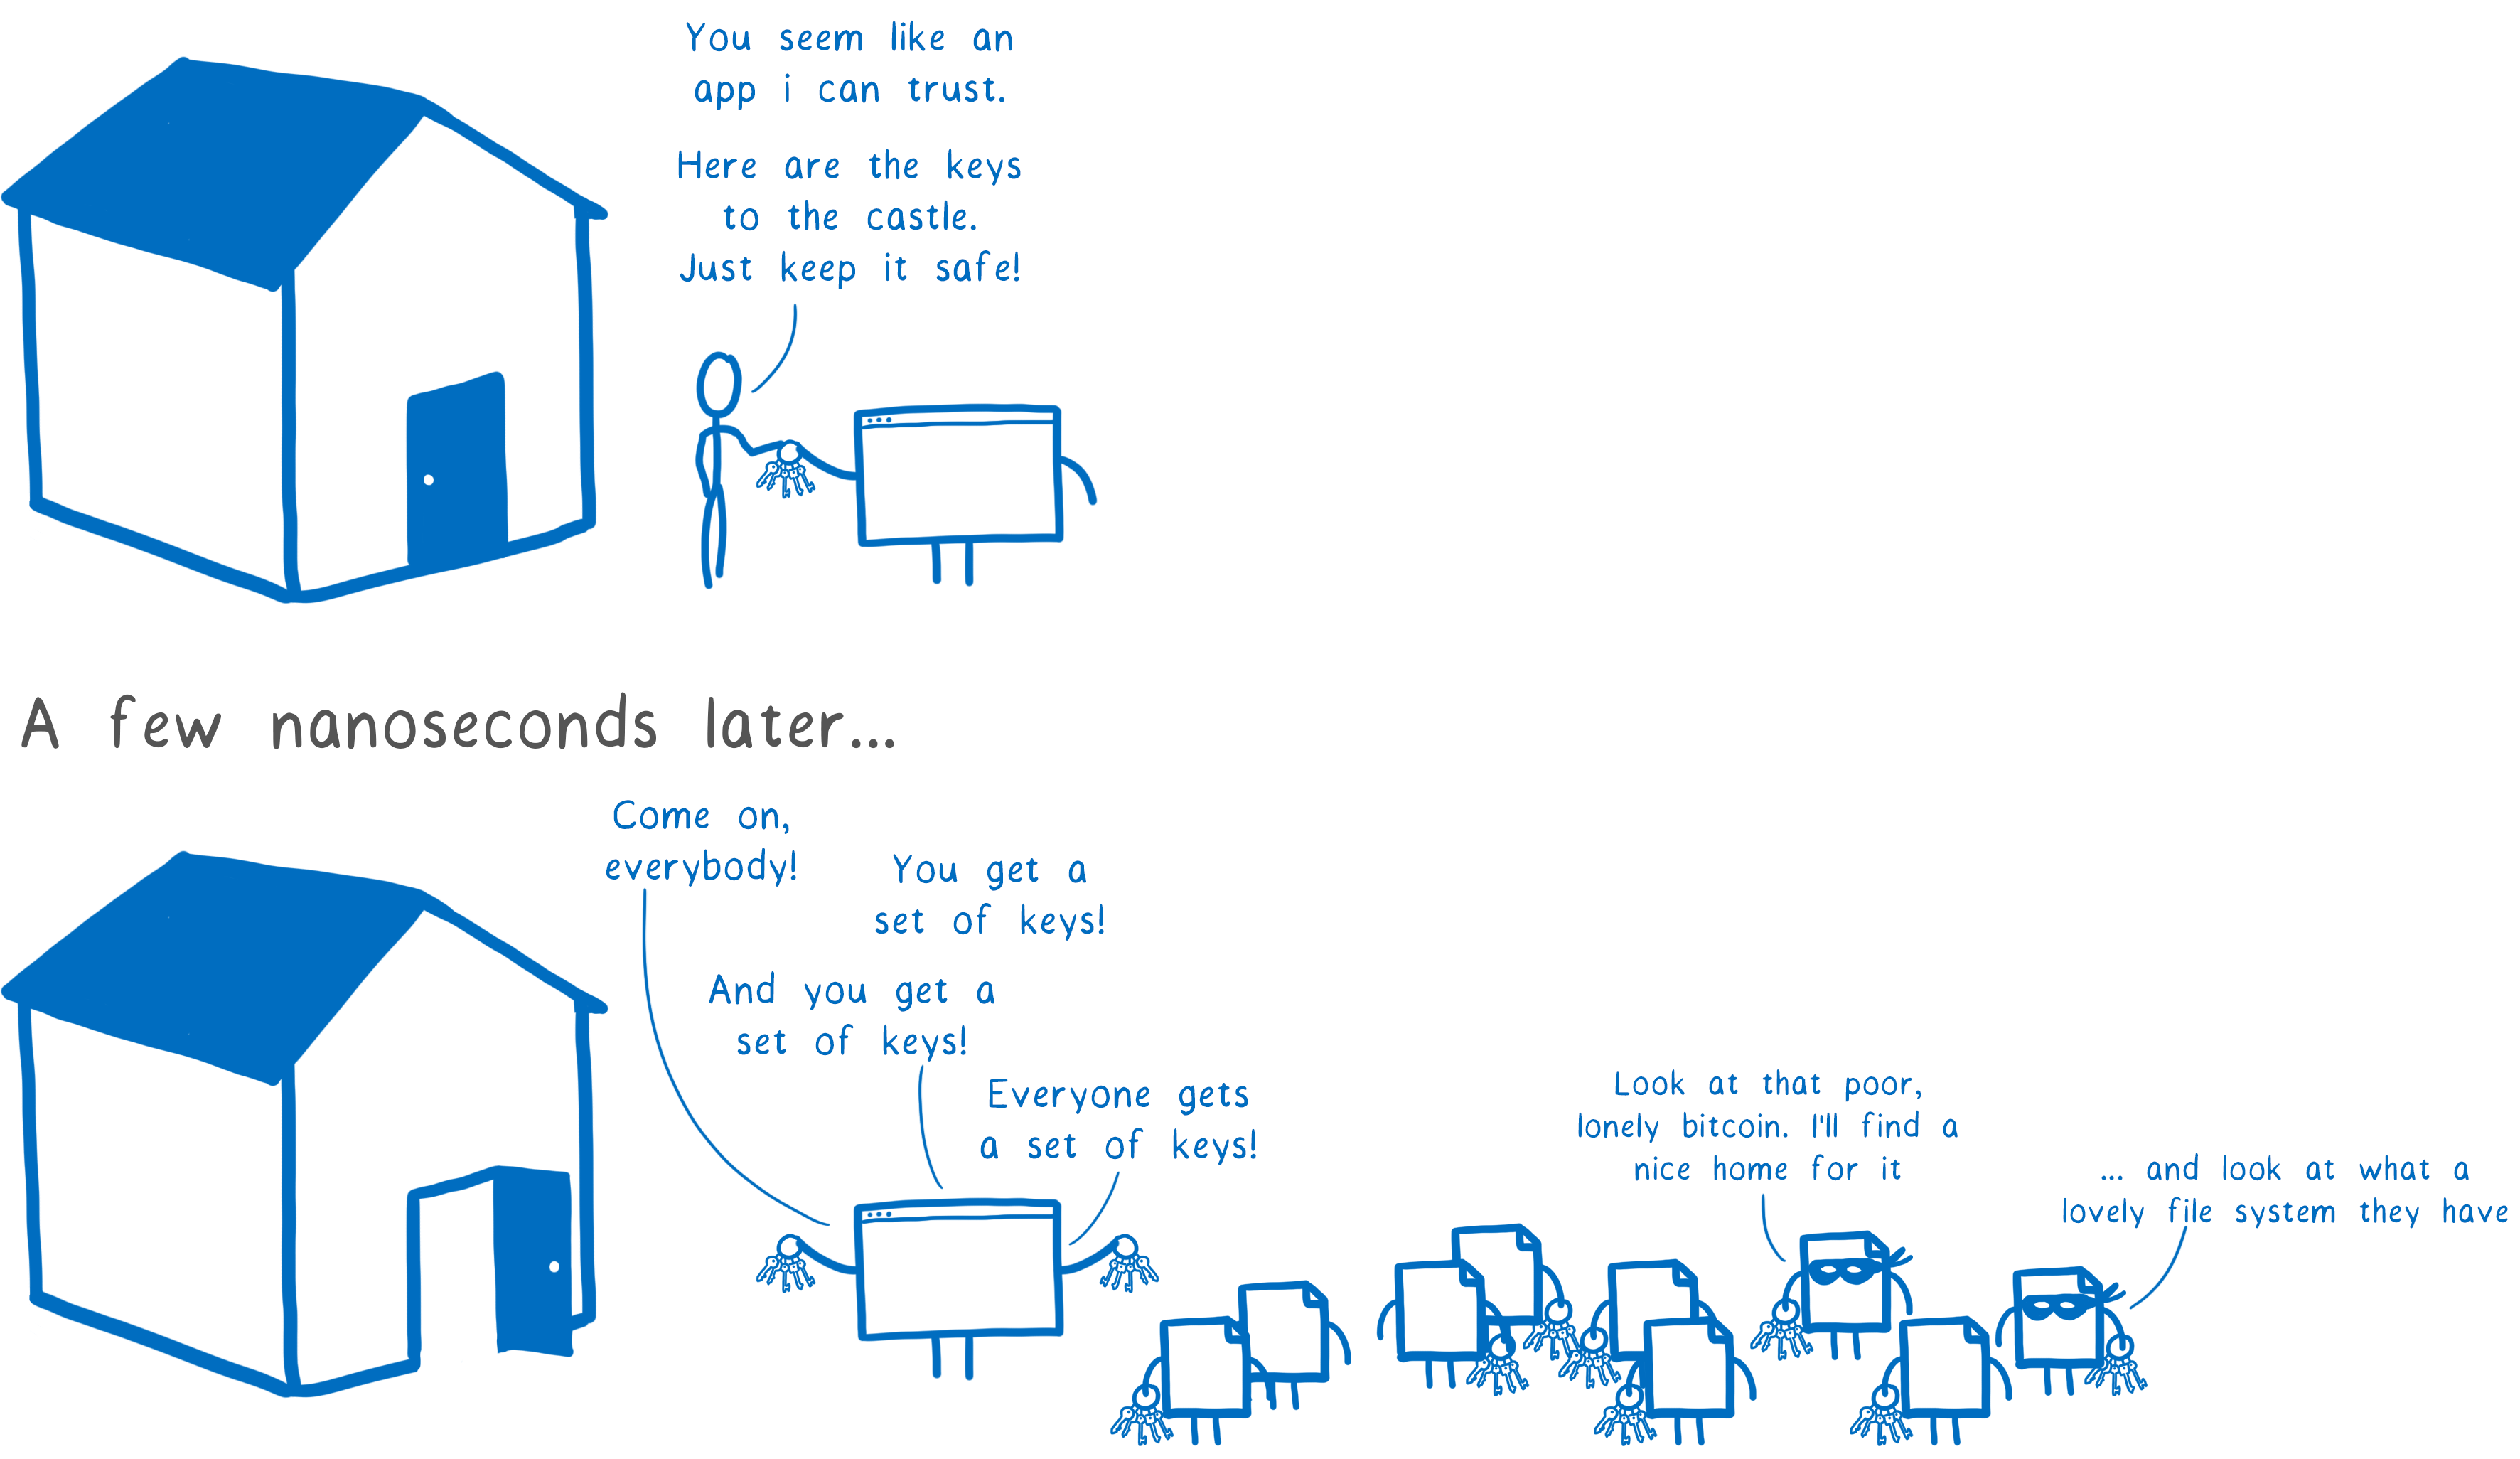 You seem like an
app i can trust.
Here are the keys
to the castle.
Just keep it safe!
A few nanoseconds later...
Come on,
everybody!
You get a
set of keys!
And you get a
set of keys!
Everyone gets
a set of keys!
Look at that poor,
lonely bitcoin. I'll find a
nice home for it
... and look at what a
lovely file system they have